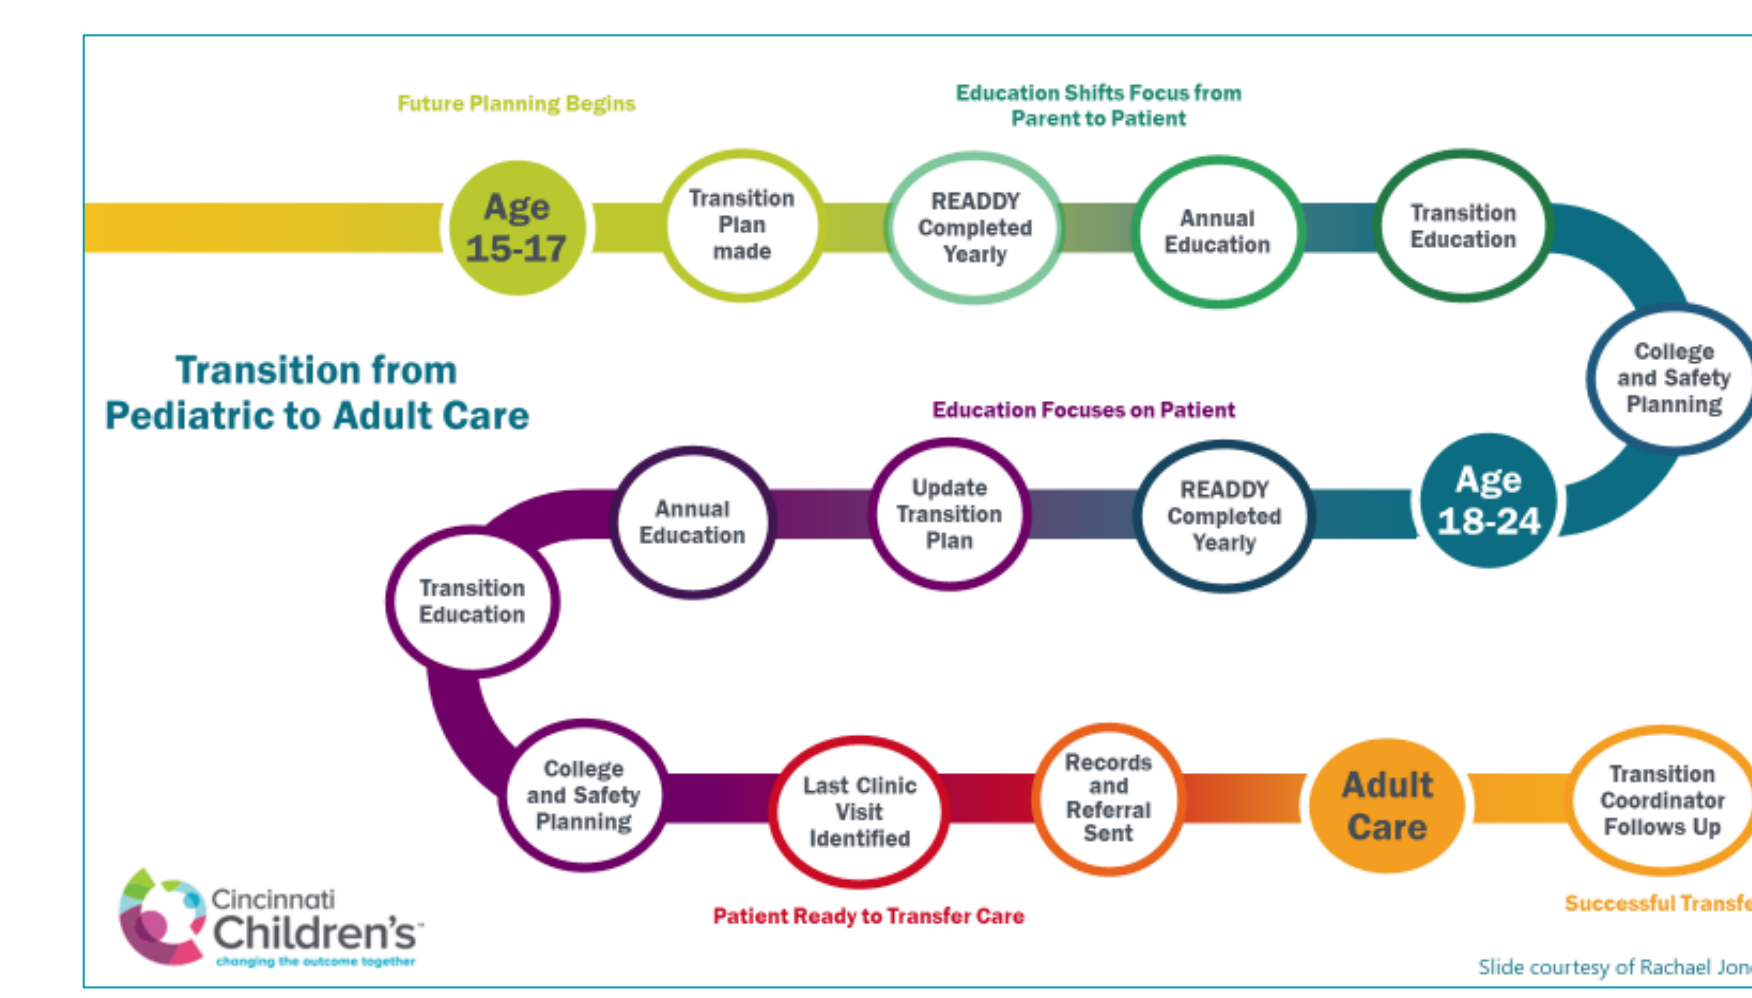 Future Planning Begins
Education Shifts Focus from
Parent to Patient
Age
15-17
Transition
Plan
made
READDY
Completed
Yearly
Annual
Education
Transition
Education
College
and Safety
Planning
Transition from
Pediatric to Adult Care
Education Focuses on Patient
Age
18-24
READDY
Completed
Yearly
Update
Transition
Plan
Annual
Education
Transition
Education
College
and Safety
Planning
Last Clinic
Visit
Identified
Records
and
Referral
Sent
Adult
Care
Transition
Coordinator
Follows Up
Patient Ready to Transfer Care
Successful
Cincinnati
Children's™
changing the outcome together
Slide courtesy of Rachael